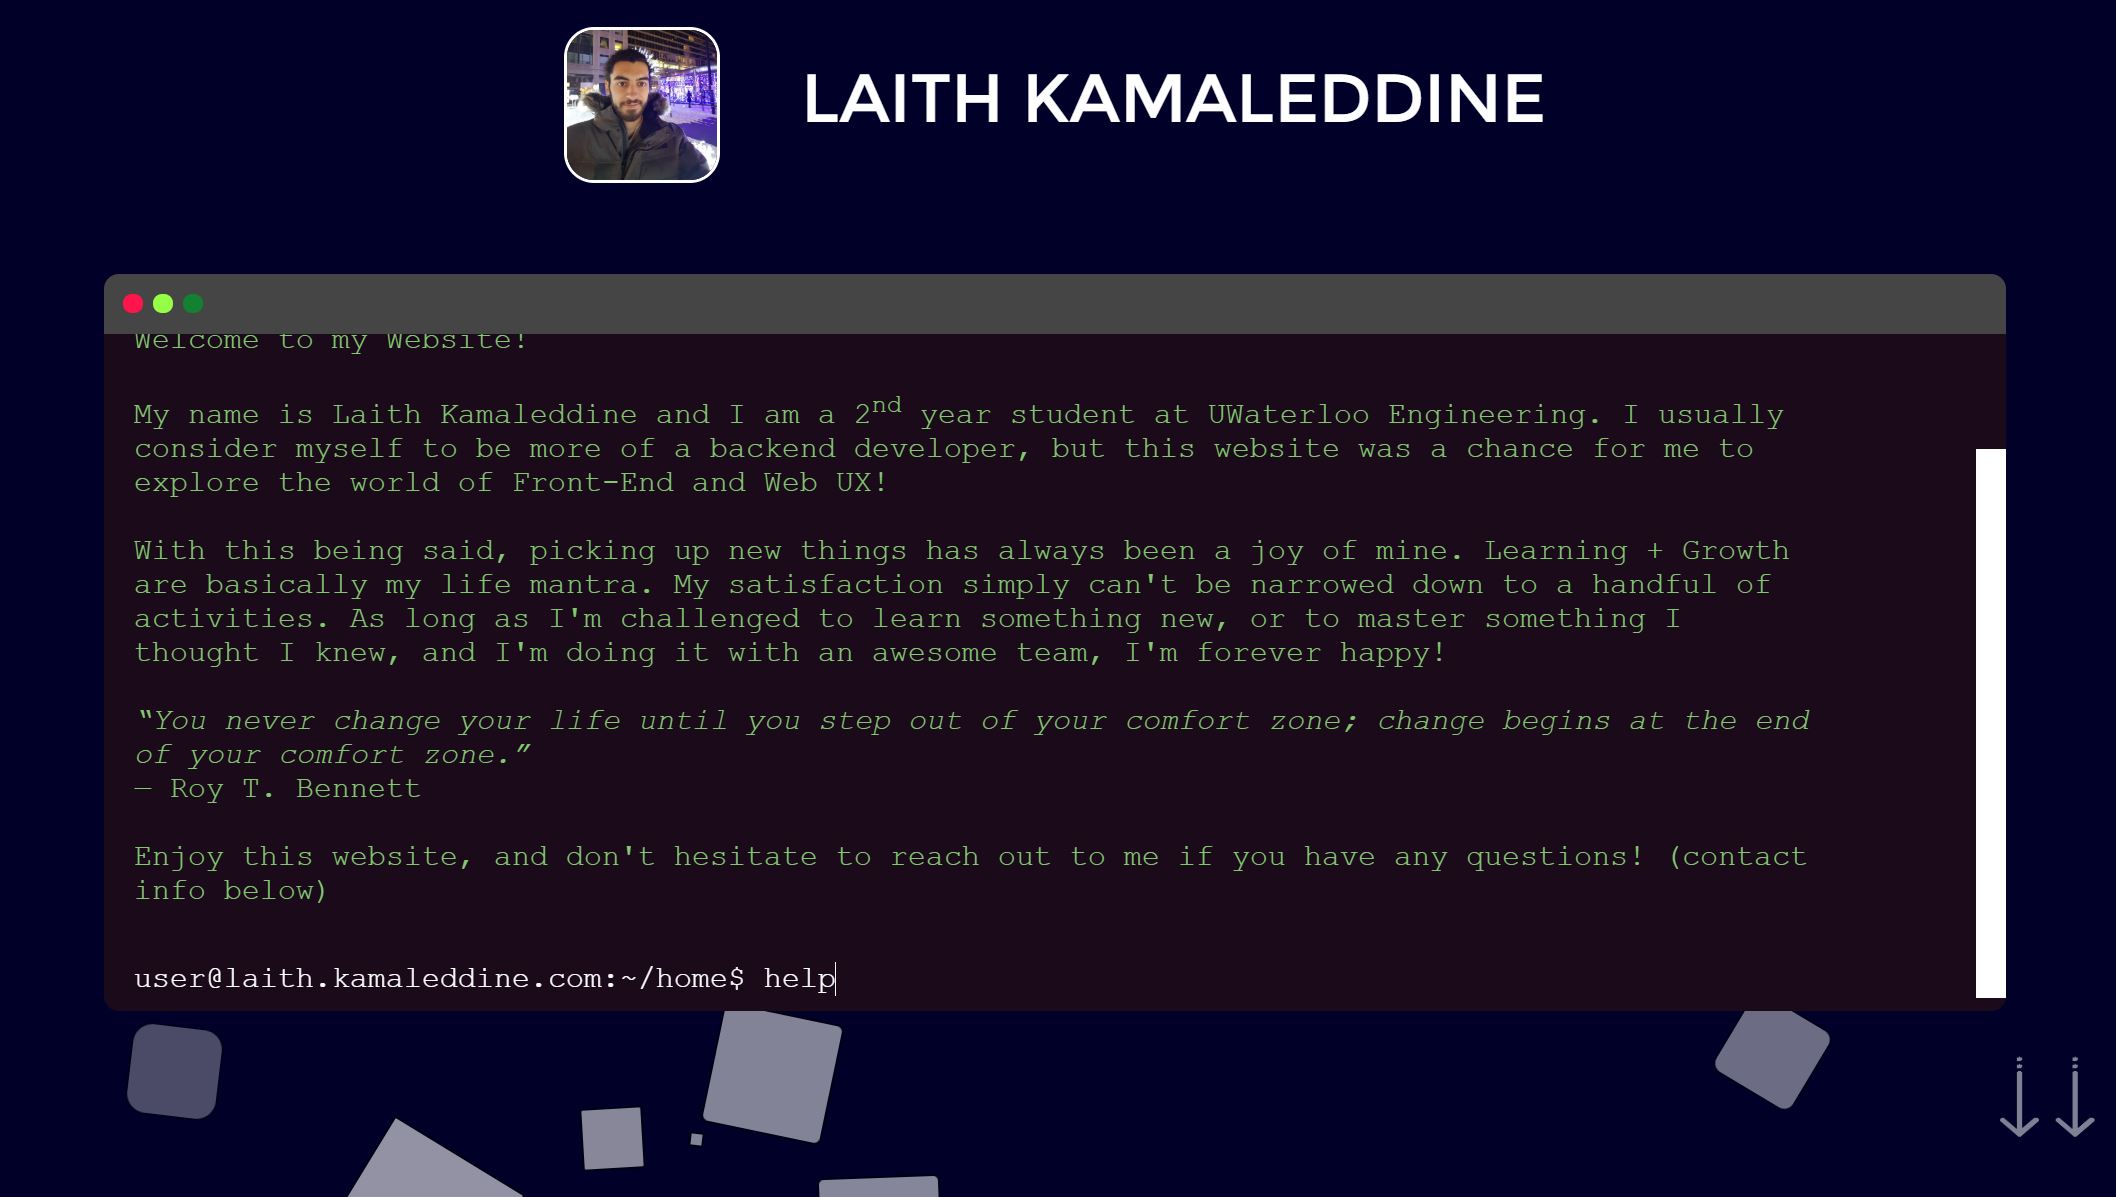 LAITH KAMALEDDINE
Welcome to my Website!
My name is Laith Kamaleddine and I am a 2nd year student at UWaterloo Engineering. I usually
consider myself to be more of a backend developer, but this website was a chance for me to
explore the world of Front-End and Web UX!
With this being said, picking up new things has always been a joy of mine. Learning + Growth
are basically my life mantra. My satisfaction simply can't be narrowed down to a handful of
activities. As long as I'm challenged to learn something new, or to master something I
thought I knew, and I'm doing it with an awesome team, I'm forever happy!
“You never change your life until you step out of your comfort zone; change begins at the end
of your comfort zone.”
― Roy T. Bennett
Enjoy this website, and don't hesitate to reach out to me if you have any questions! (contact
info below)
user@laith.kamaleddine.com:~/home$ help